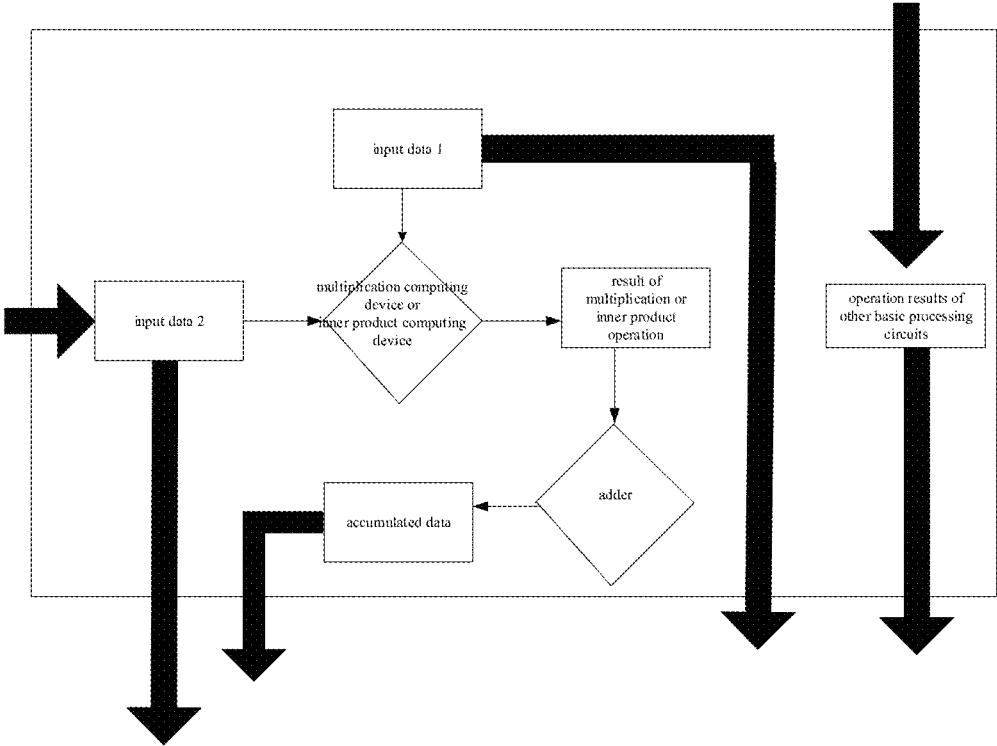 input data 1
multiplication computing
device or
inner product computing
device
input data 2
result of
multiplication or
inner product
operation
operation results of
other basic processing
circuits
adder
accumulated data